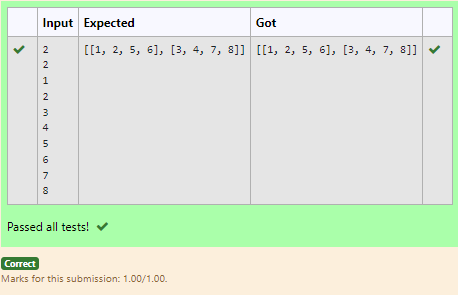 Input Expected Got
2 [[1, 2, 5, 6], [3, 4, 7, 8]] [[1, 2, 5, 6], [3, 4, 7, 8]]
2
1
2
3
4
5
6
7
8
Passed all tests!
Correct
Marks for this submission: 1.00/1.00.